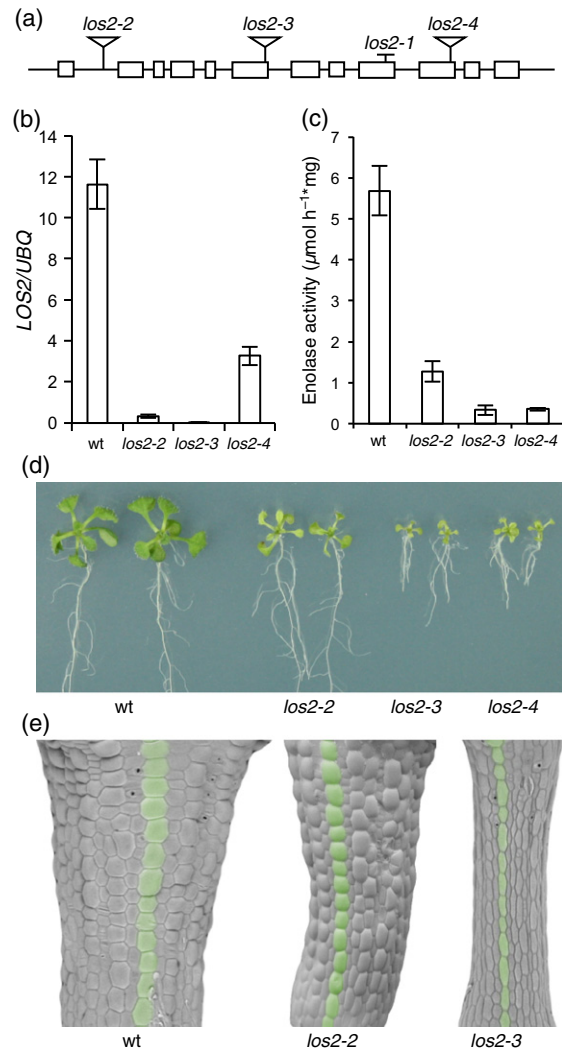 (a)
los2-2
los2-3
los2-1
los2-4
(b)
LOS2/UBQ
14
12
10
8
6
4
2
0
wt
los2-2
los2-3
los2-4
(c)
Enolase activity (µmol h⁻¹*mg)
7
6
5
4
3
2
1
0
wt
los2-2
los2-3
los2-4
(d)
wt
los2-2
los2-3
los2-4
(e)
wt
los2-2
los2-3